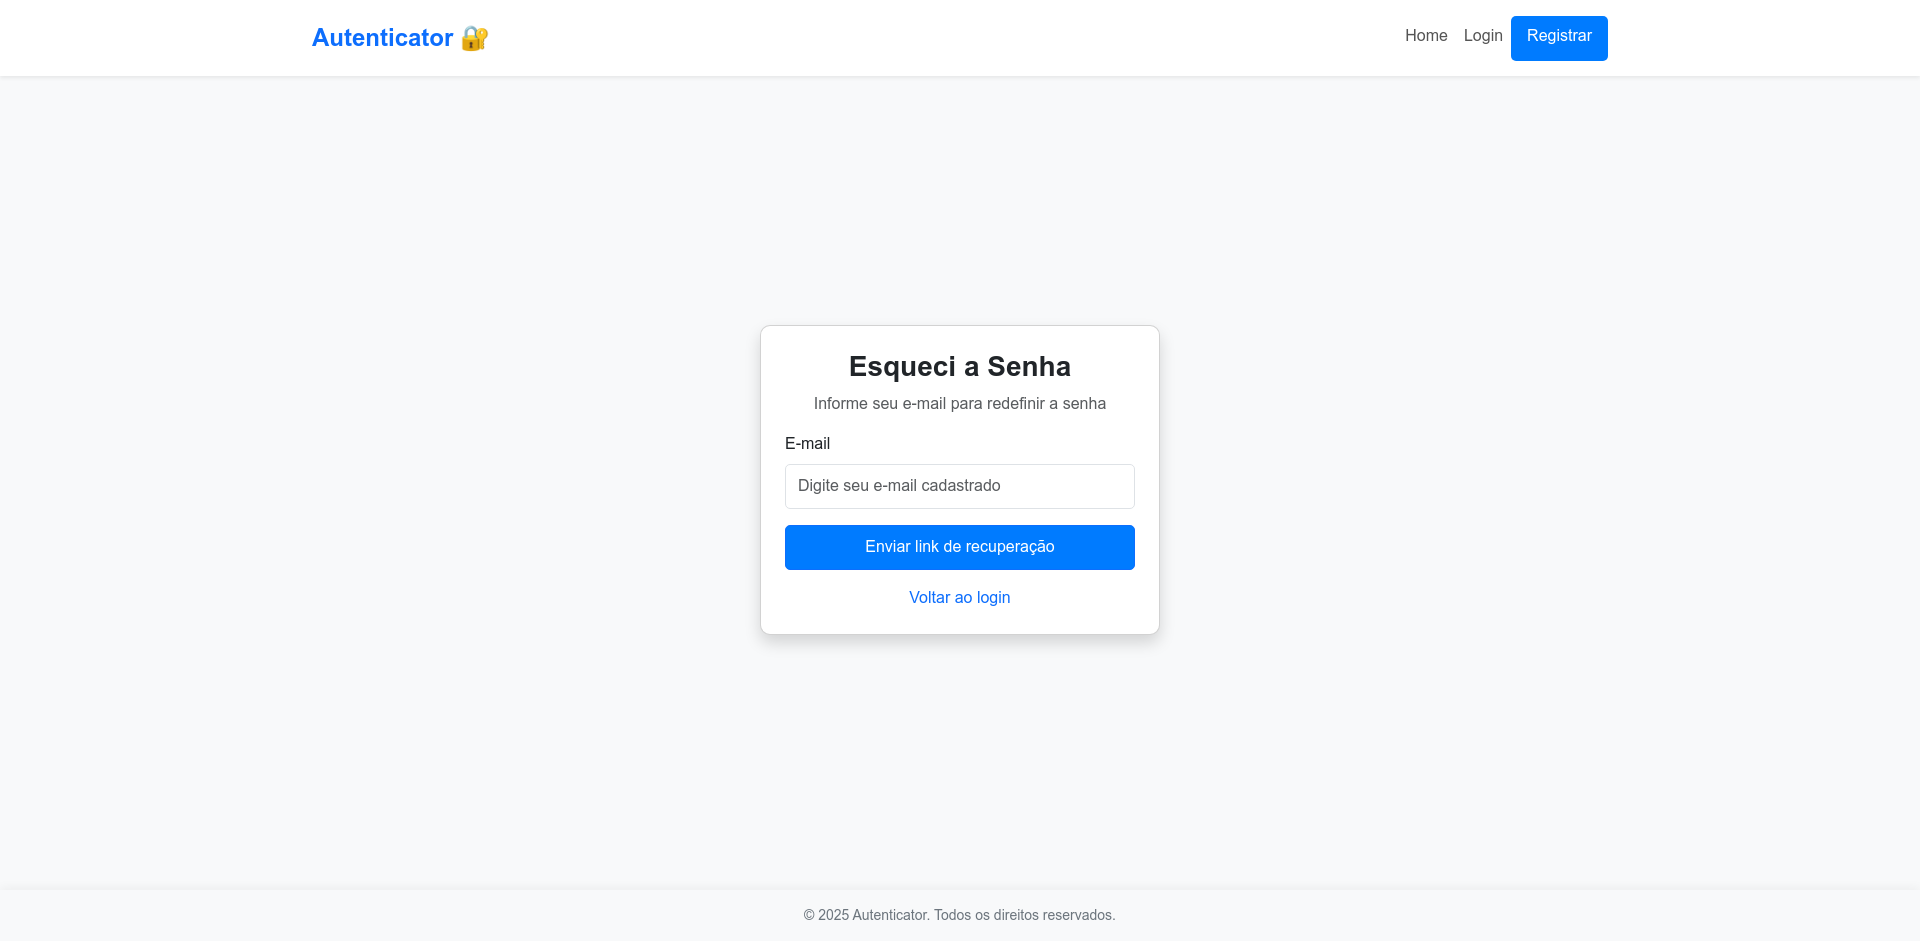 Autenticator 🔐
Home Login Registrar
Esqueci a Senha
Informe seu e-mail para redefinir a senha
E-mail
Digite seu e-mail cadastrado
Enviar link de recuperação
Voltar ao login
© 2025 Autenticator. Todos os direitos reservados.